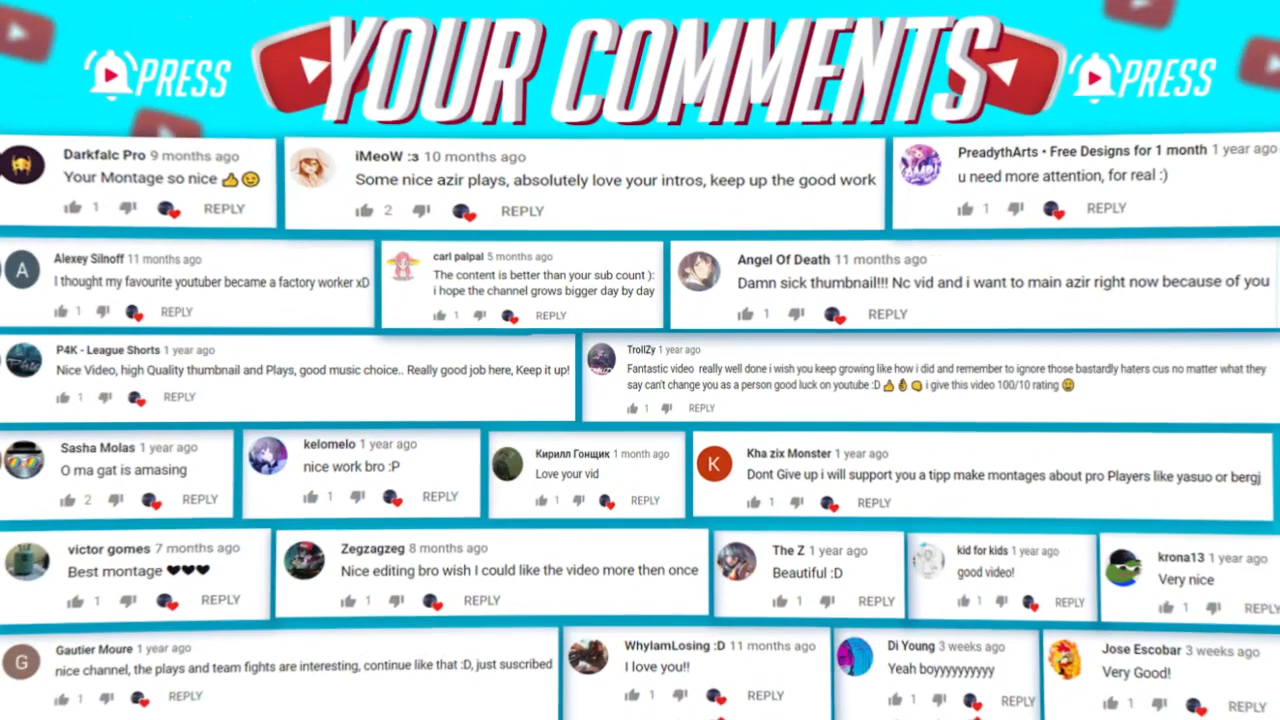 YOUR COMMENTS
PRESS
PRESS
Darkfalc Pro 9 months ago
Your Montage so nice 👍😉
1 REPLY
iMeoW :з 10 months ago
Some nice azir plays, absolutely love your intros, keep up the good work
2 REPLY
PreadythArts • Free Designs for 1 month 1 year ago
u need more attention, for real :)
1 REPLY
A
Alexey Silnoff 11 months ago
I thought my favourite youtuber became a factory worker xD
1 REPLY
carl palpal 5 months ago
The content is better than your sub count ):
i hope the channel grows bigger day by day
1 REPLY
Angel Of Death 11 months ago
Damn sick thumbnail!!! Nc vid and i want to main azir right now because of you
1 REPLY
P4K - League Shorts 1 year ago
Nice Video, high Quality thumbnail and Plays, good music choice.. Really good job here, Keep it up!
1 REPLY
TrollZy 1 year ago
Fantastic video really well done i wish you keep growing like how i did and remember to ignore those bastardly haters cus no matter what they
say can't change you as a person good luck on youtube :D 👍👌👊 i give this video 100/10 rating
1 REPLY
Sasha Molas 1 year ago
O ma gat is amasing
2 REPLY
kelomelo 1 year ago
nice work bro :P
1 REPLY
Кирилл Гонщик 1 month ago
Love your vid
1 REPLY
K
Kha zix Monster 1 year ago
Dont Give up i will support you a tipp make montages about pro Players like yasuo or bergj
1 REPLY
victor gomes 7 months ago
Best montage ♥♥♥
1 REPLY
Zegzagzeg 8 months ago
Nice editing bro wish I could like the video more then once
1 REPLY
The Z 1 year ago
Beautiful :D
1 REPLY
kid for kids 1 year ago
good video!
1 REPLY
krona13 1 year ago
Very nice
1 REPLY
G
Gautier Moure 1 year ago
nice channel, the plays and team fights are interesting, continue like that :D, just suscribed
1 REPLY
WhyIamLosing :D 11 months ago
I love you!!
1 REPLY
Di Young 3 weeks ago
Yeah boyyyyyyyyy
1 REPLY
Jose Escobar 3 weeks ago
Very Good!
1 REPLY